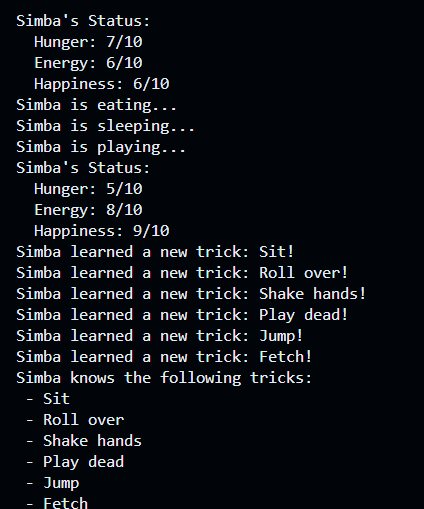 Simba's Status:
  Hunger: 7/10
  Energy: 6/10
  Happiness: 6/10
Simba is eating...
Simba is sleeping...
Simba is playing...
Simba's Status:
  Hunger: 5/10
  Energy: 8/10
  Happiness: 9/10
Simba learned a new trick: Sit!
Simba learned a new trick: Roll over!
Simba learned a new trick: Shake hands!
Simba learned a new trick: Play dead!
Simba learned a new trick: Jump!
Simba learned a new trick: Fetch!
Simba knows the following tricks:
 - Sit
 - Roll over
 - Shake hands
 - Play dead
 - Jump
 - Fetch